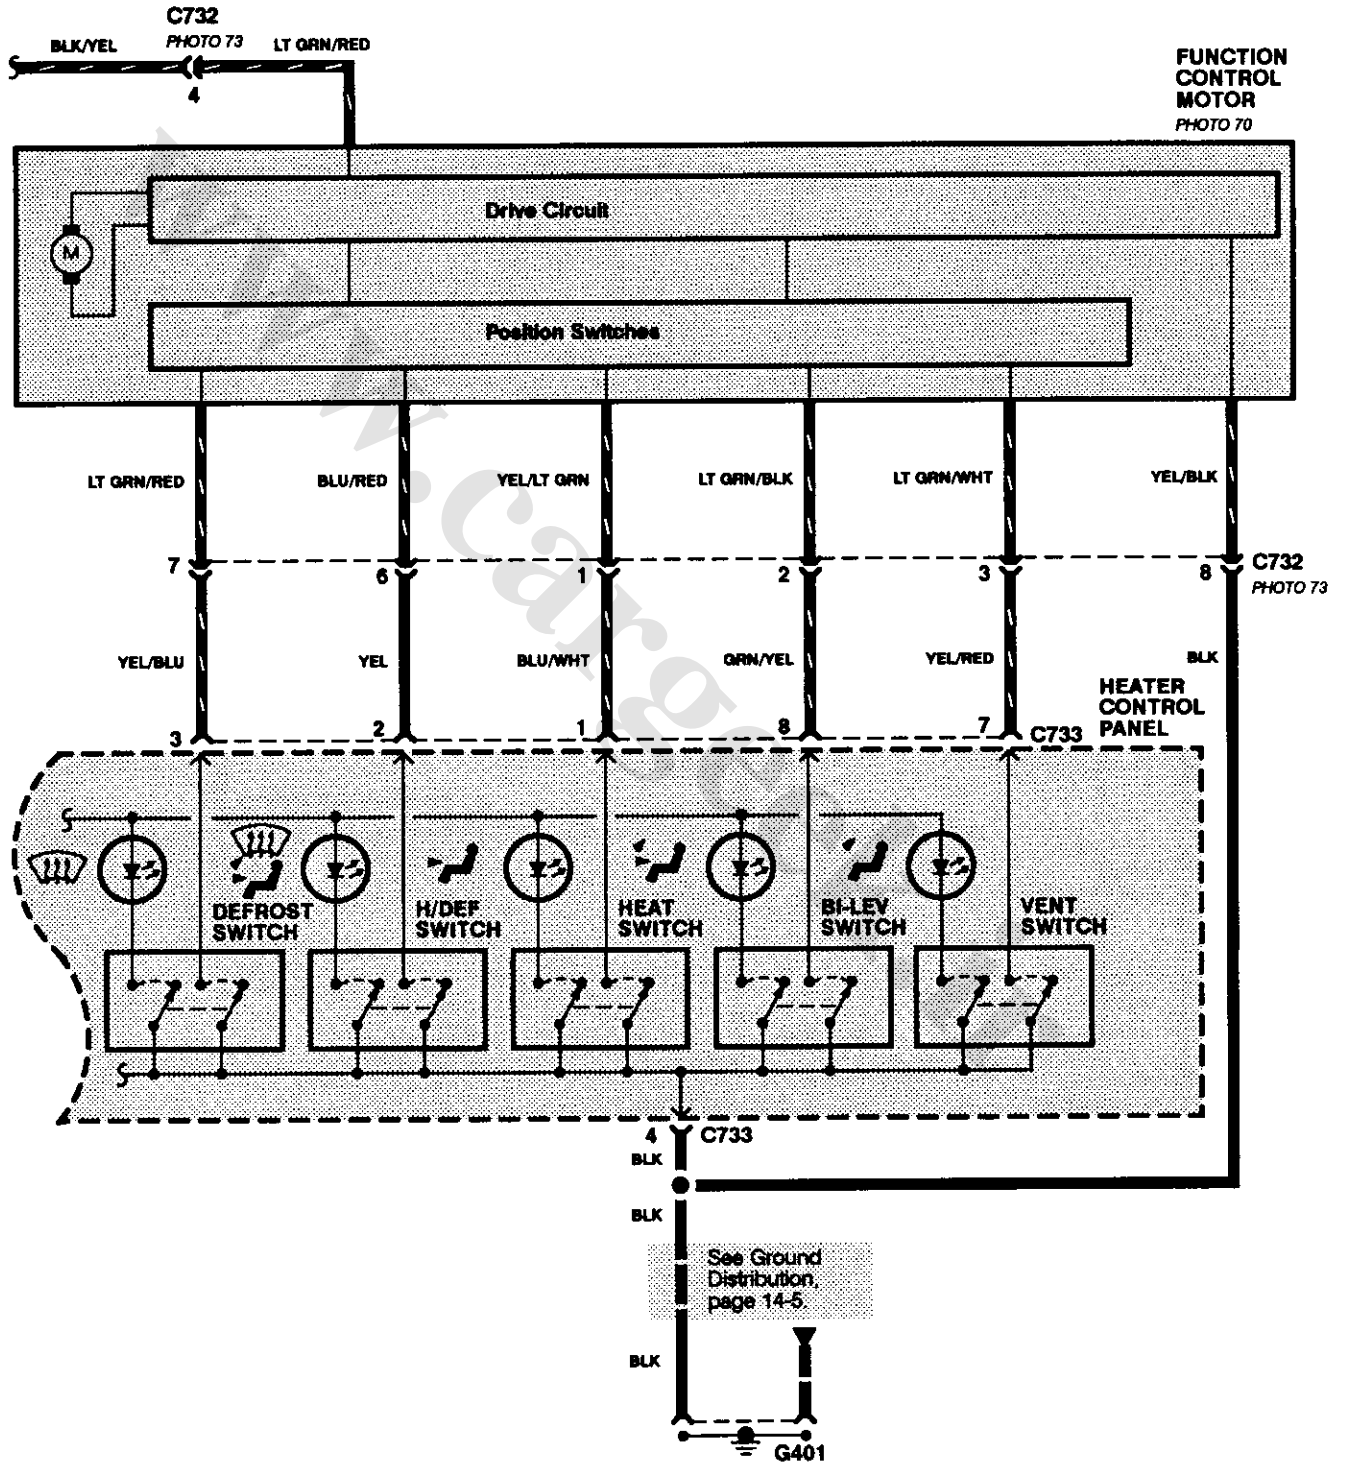 C732
PHOTO 73
BLK/YEL
LT GRN/RED
4
FUNCTION
CONTROL
MOTOR
PHOTO 70
Drive Circuit
M
Position Switches
LT GRN/RED
BLU/RED
YEL/LT GRN
LT GRN/BLK
LT GRN/WHT
YEL/BLK
7
6
1
2
3
8
C732
PHOTO 73
YEL/BLU
YEL
BLU/WHT
GRN/YEL
YEL/RED
BLK
HEATER
CONTROL
PANEL
3
2
1
8
7
C733
DEFROST
SWITCH
H/DEF
SWITCH
HEAT
SWITCH
BI-LEV
SWITCH
VENT
SWITCH
4
C733
BLK
BLK
See Ground
Distribution,
page 14-5.
BLK
G401